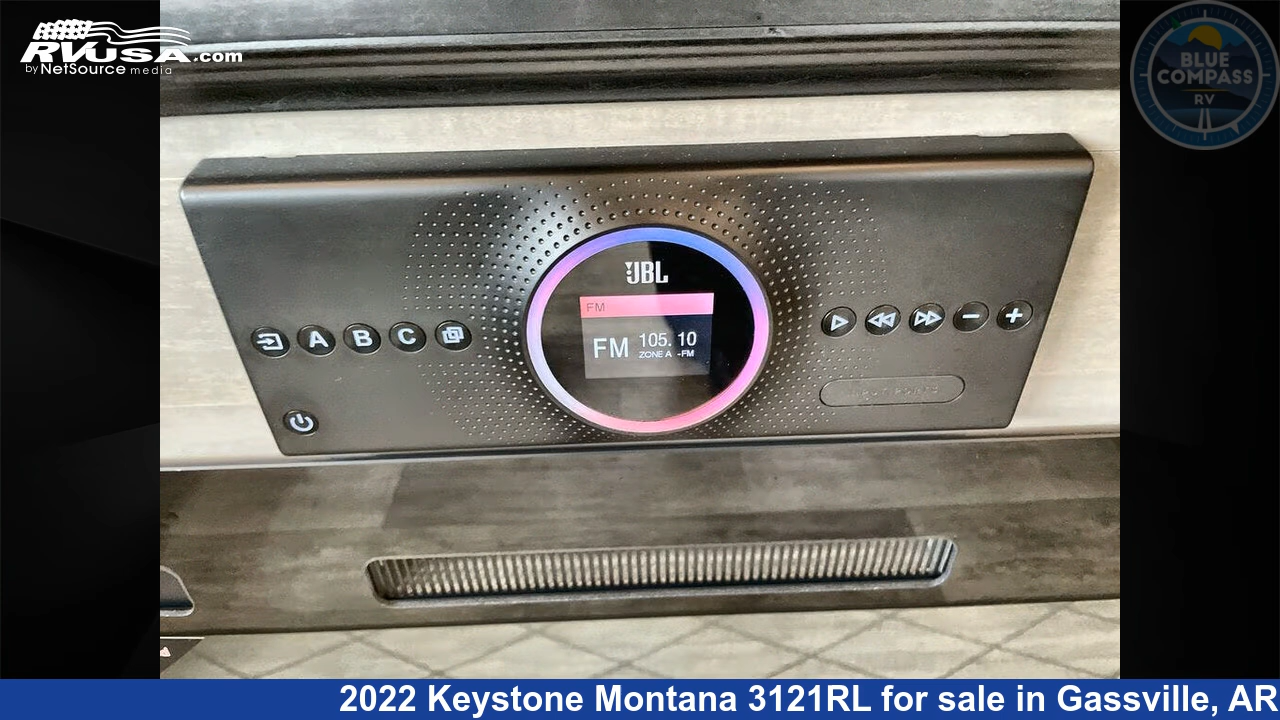 RVUSA.com
by NetSource media
BLUE
COMPASS
RV
JBL
FM
FM 105.10
ZONE A -FM
A B C
2022 Keystone Montana 3121RL for sale in Gassville, AR